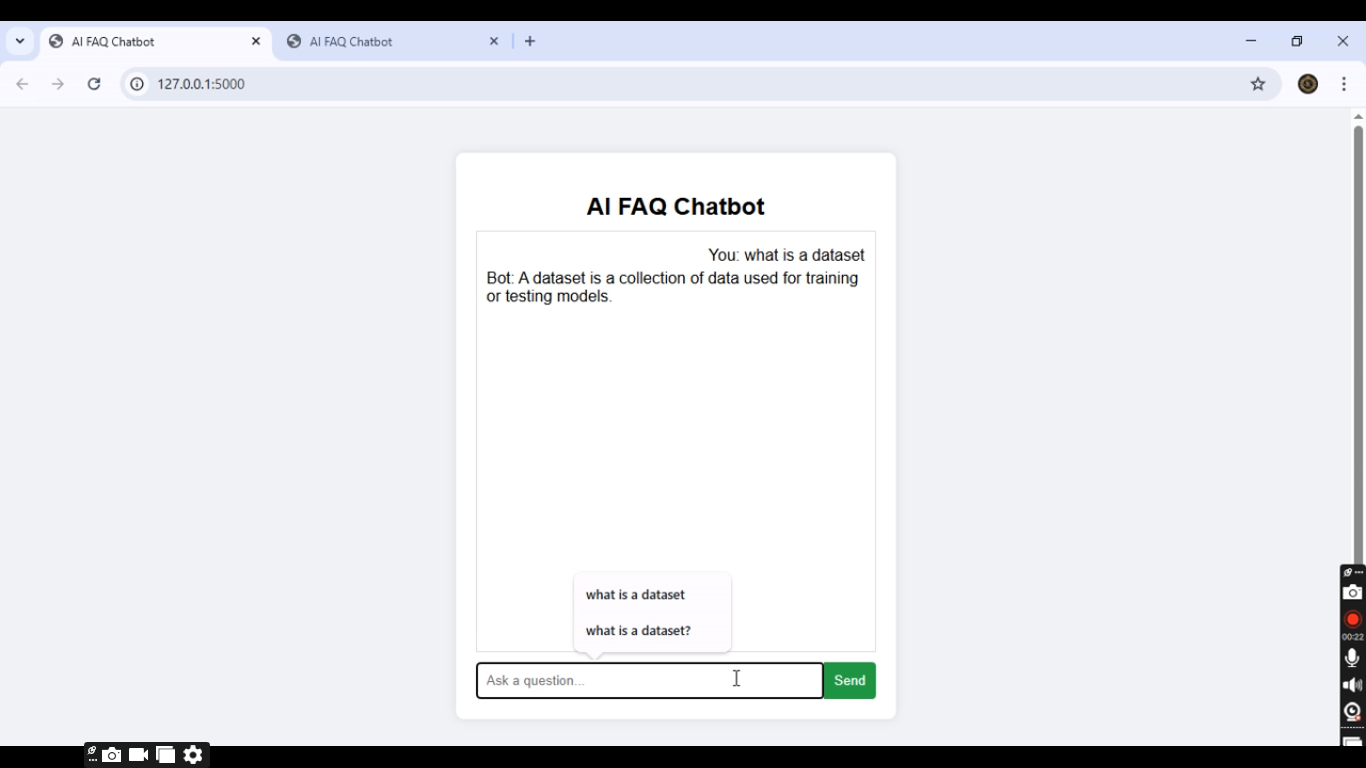 AI FAQ Chatbot
AI FAQ Chatbot
127.0.0.1:5000
AI FAQ Chatbot
You: what is a dataset
Bot: A dataset is a collection of data used for training
or testing models.
what is a dataset
what is a dataset?
Ask a question...
Send
00:22